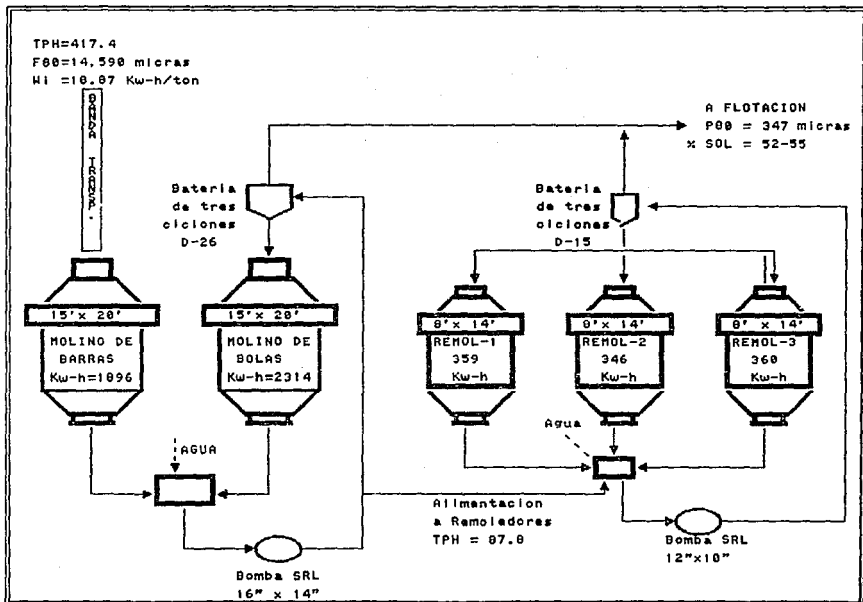 TPH=417.4
F80=14,590 micras
Wi =18.87 Kw-h/ton
BANDA TRANSP.
A FLOTACION
P80 = 347 micras
% SOL = 52-55
Bateria
de tres
ciclones
D-26
Bateria
de tres
ciclones
D-15
15'x 20'
MOLINO DE
BARRAS
Kw-h=1896
15'x 20'
MOLINO DE
BOLAS
Kw-h=2314
8'x 14'
REMOL-1
359
Kw-h
8'x 14'
REMOL-2
346
Kw-h
8' x 14'
REMOL-3
360
Kw-h
AGUA
Agua
Alimentacion
a Remoledores
TPH = 87.8
Bomba SRL
16" x 14"
Bomba SRL
12"x10"